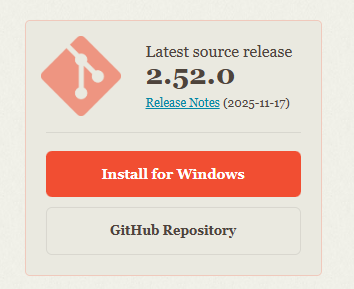 Latest source release
2.52.0
Release Notes (2025-11-17)
Install for Windows
GitHub Repository